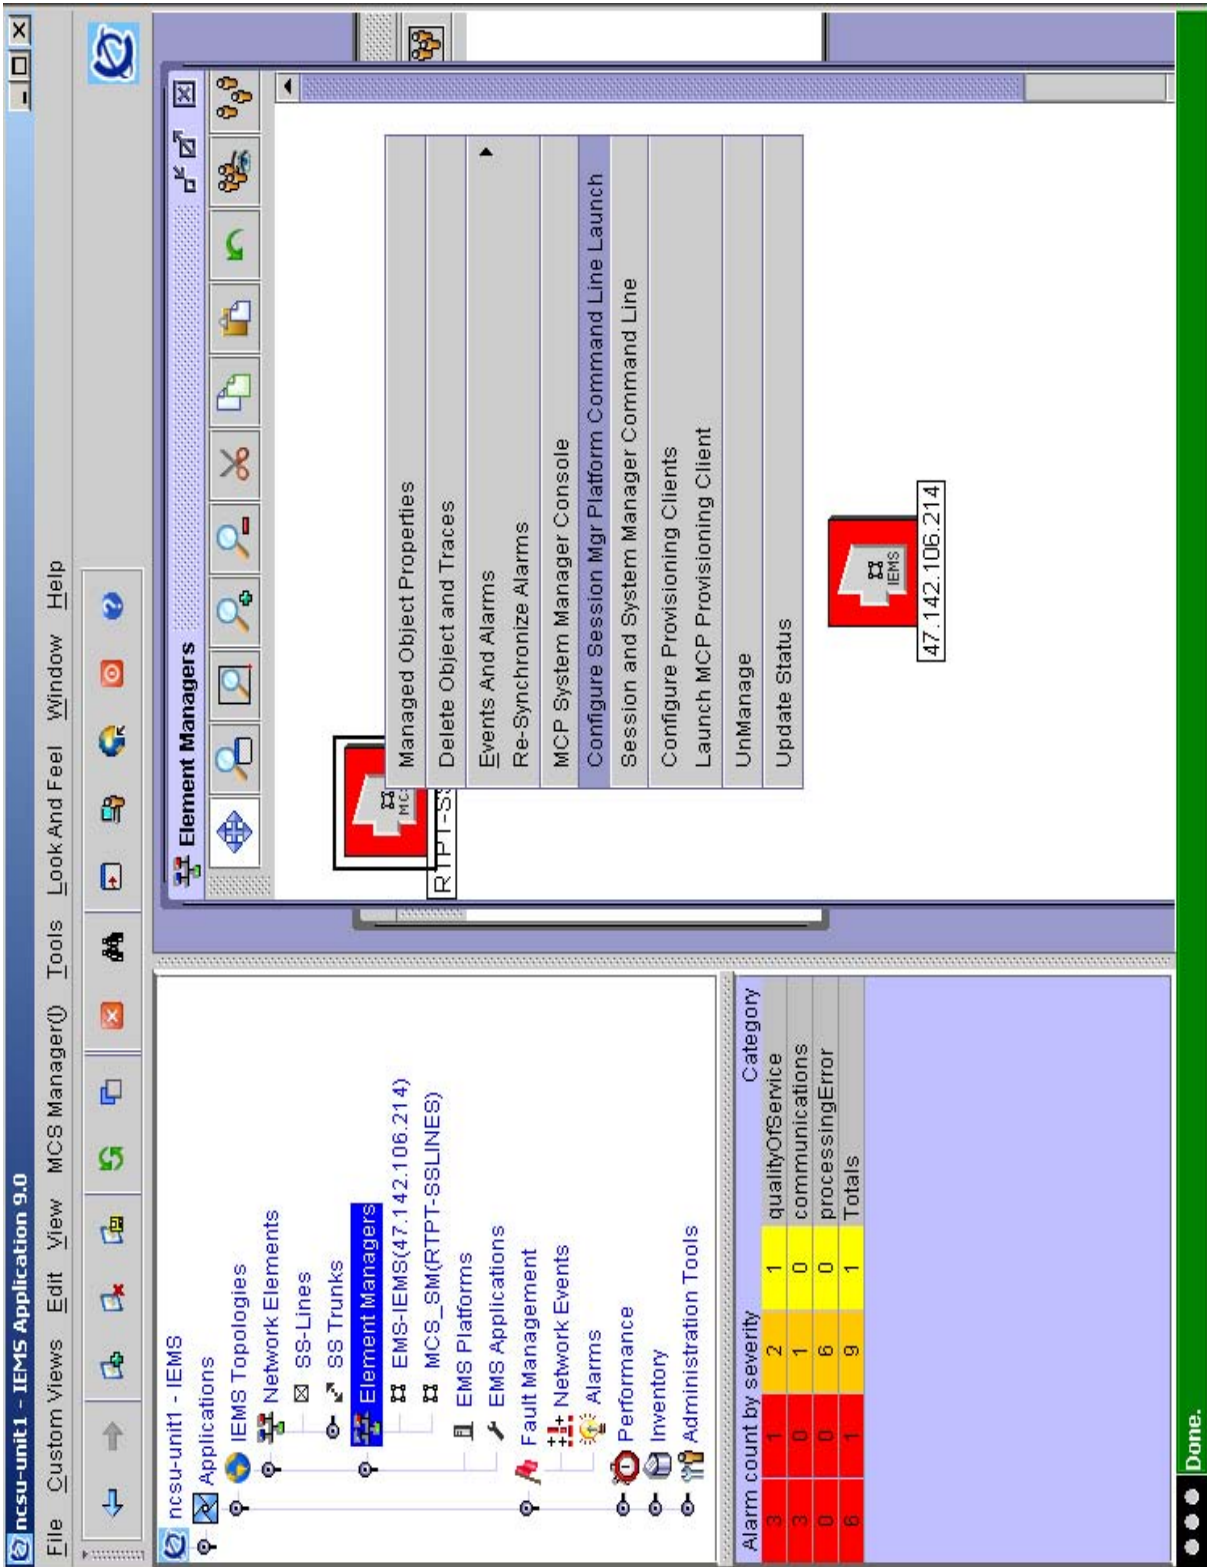 ncsu-unit1 - IEMS Application 9.0
File Custom Views Edit View MCS Manager(I) Tools Look And Feel Window Help
ncsu-unit1 - IEMS
Applications
IEMS Topologies
Network Elements
SS-Lines
SS Trunks
Element Managers
EMS-IEMS(47.142.106.214)
MCS_SM(RTPT-SSLINES)
EMS Platforms
EMS Applications
Fault Management
Network Events
Alarms
Performance
Inventory
Administration Tools
Alarm count by severity Category
3 1 2 1 qualityOfService
3 0 1 0 communications
0 0 6 0 processingError
6 1 9 1 Totals
Element Managers
RTPT-SS
Managed Object Properties
Delete Object and Traces
Events And Alarms
Re-Synchronize Alarms
MCP System Manager Console
Configure Session Mgr Platform Command Line Launch
Session and System Manager Command Line
Configure Provisioning Clients
Launch MCP Provisioning Client
UnManage
Update Status
IEMS
47.142.106.214
Done.